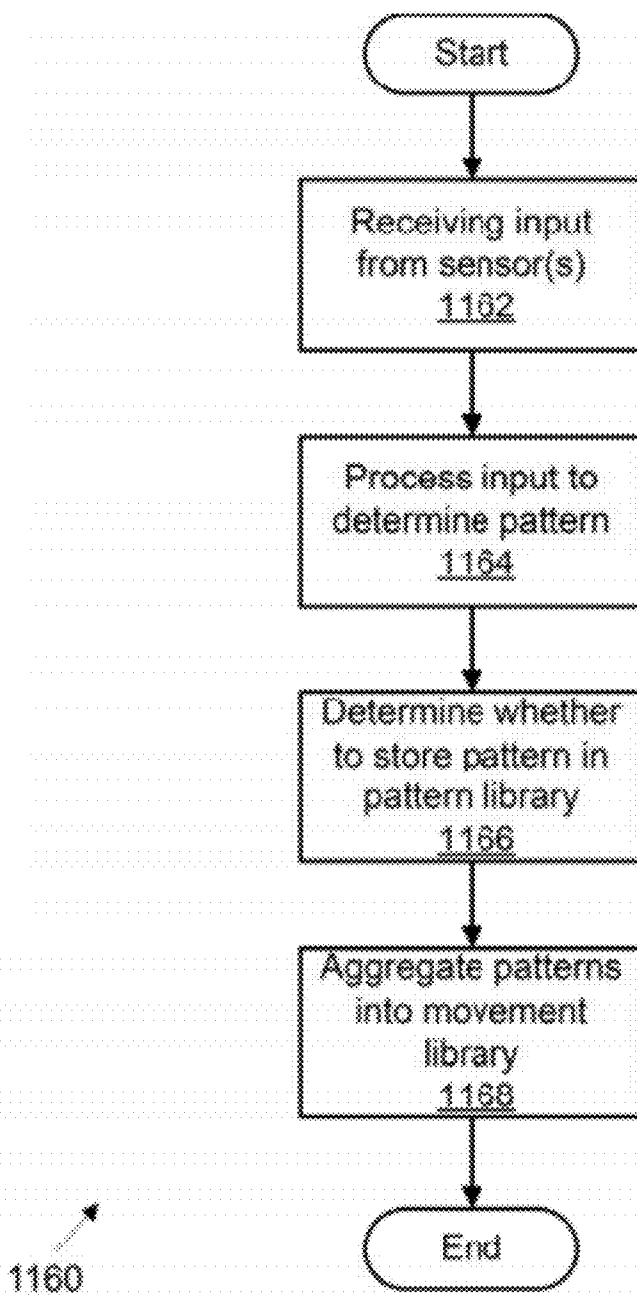 Start
Receiving input
from sensor(s)
1162
Process input to
determine pattern
1164
Determine whether
to store pattern in
pattern library
1166
Aggregate patterns
into movement
library
1168
End
1160